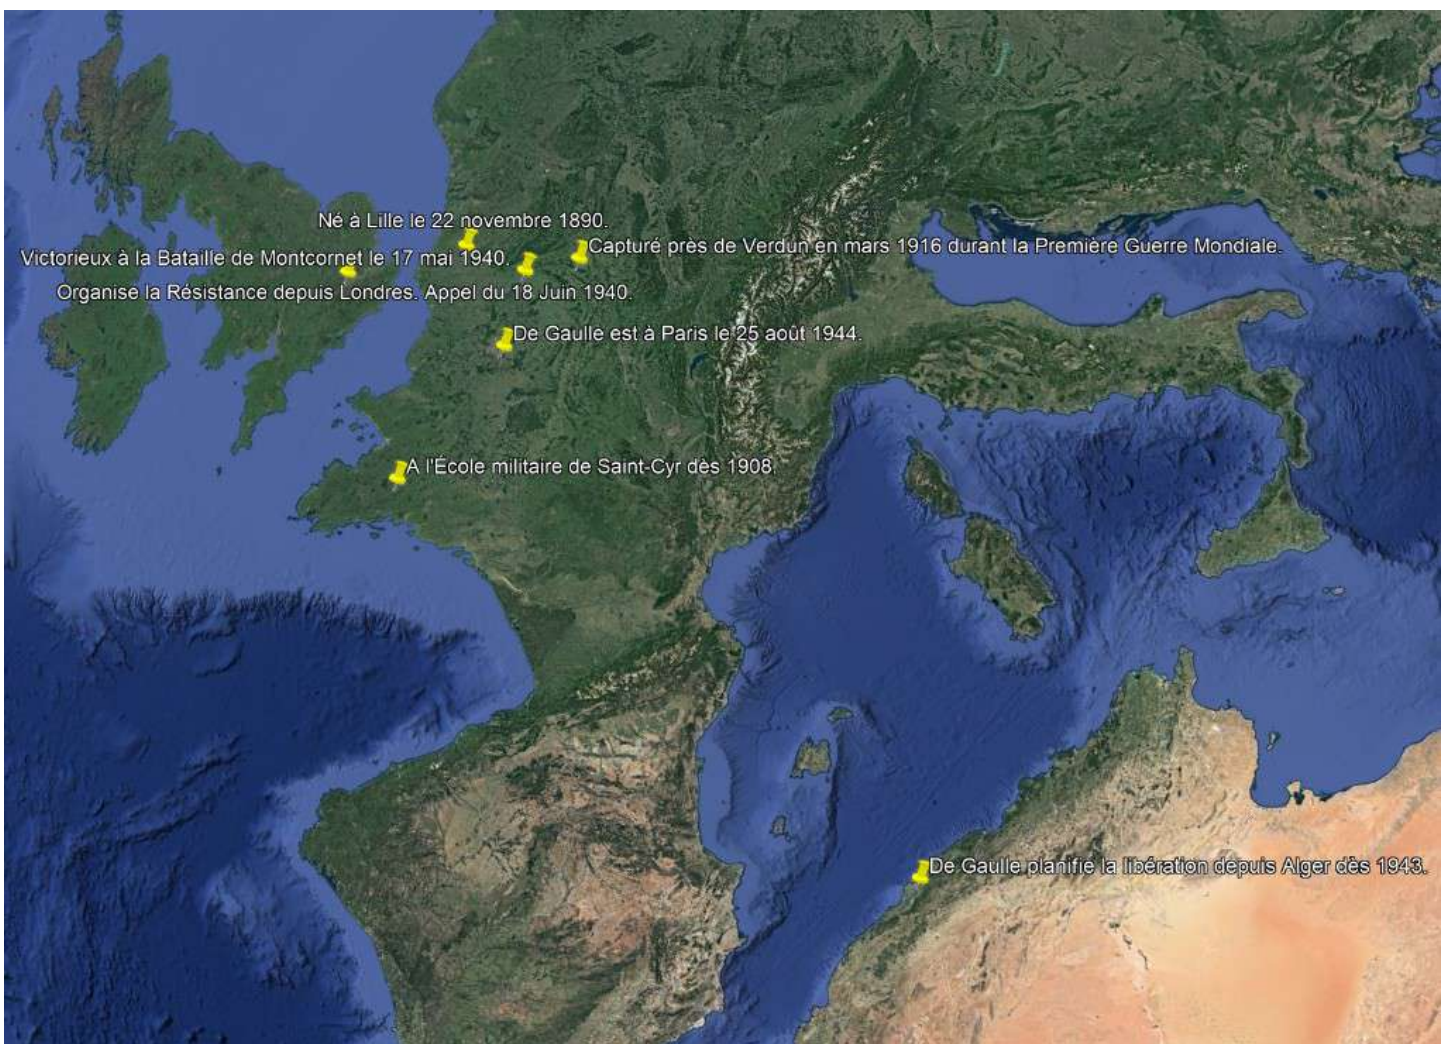 Né à Lille le 22 novembre 1890.
Capturé près de Verdun en mars 1916 durant la Première Guerre Mondiale.
Victorieux à la Bataille de Montcornet le 17 mai 1940.
Organise la Résistance depuis Londres. Appel du 18 Juin 1940.
De Gaulle est à Paris le 25 août 1944.
A l'École militaire de Saint-Cyr dès 1908.
De Gaulle planifie la libération depuis Alger dès 1943.